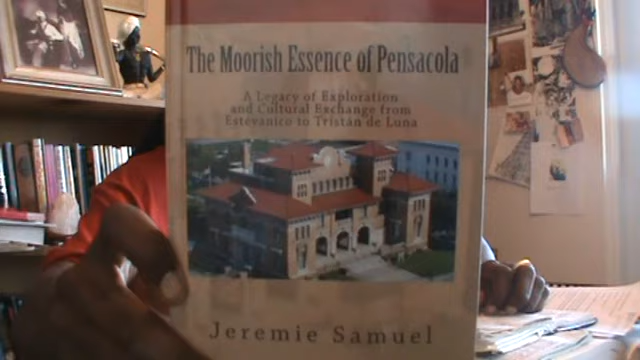 The Moorish Essence of Pensacola
A Legacy of Exploration
and Cultural Exchange from
Estevanico to Tristan de Luna
Jeremie Samuel